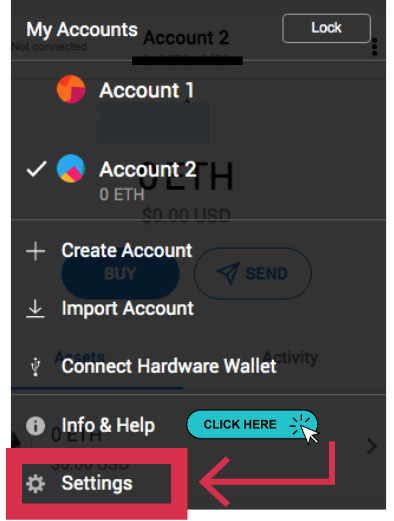 My Accounts
Lock
Not connected
Account 2
Account 1
Account 2
0 ETH
0 ETH
$0.00 USD
Create Account
BUY
SEND
Import Account
Assets
Activity
Connect Hardware Wallet
Info & Help
CLICK HERE
0 ETH
$0.00 USD
Settings